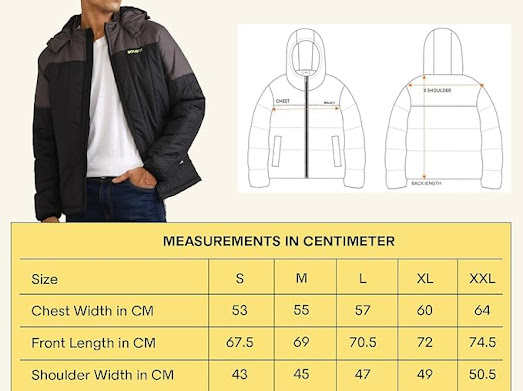 CHEST
X SHOULDER
BACK LENGTH
MEASUREMENTS IN CENTIMETER
Size S M L XL XXL
Chest Width in CM 53 55 57 60 64
Front Length in CM 67.5 69 70.5 72 74.5
Shoulder Width in CM 43 45 47 49 50.5